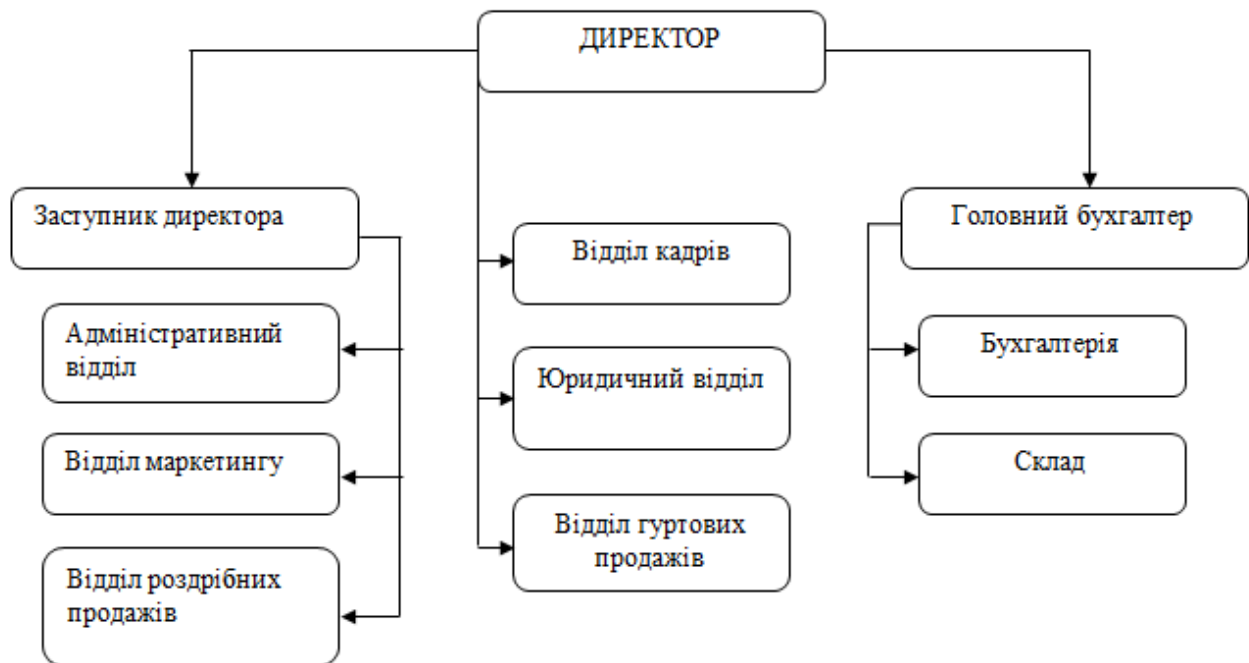 ДИРЕКТОР
Заступник директора
Адміністративний
відділ
Відділ маркетингу
Відділ роздрібних
продажів
Відділ кадрів
Юридичний відділ
Відділ гуртових
продажів
Головний бухгалтер
Бухгалтерія
Склад